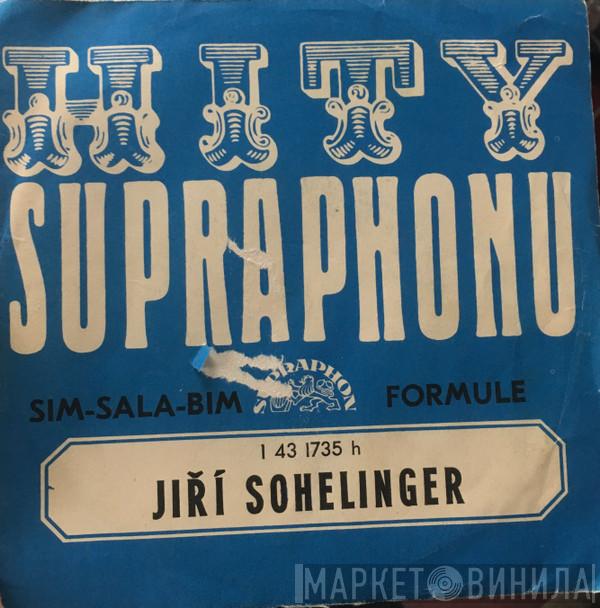 HITY
SUPRAPHONU
SUPRAPHON
SIM-SALA-BIM FORMULE
1 43 1735 h
JIŘÍ SOHELINGER
МАРКЕТ ВИНИЛА